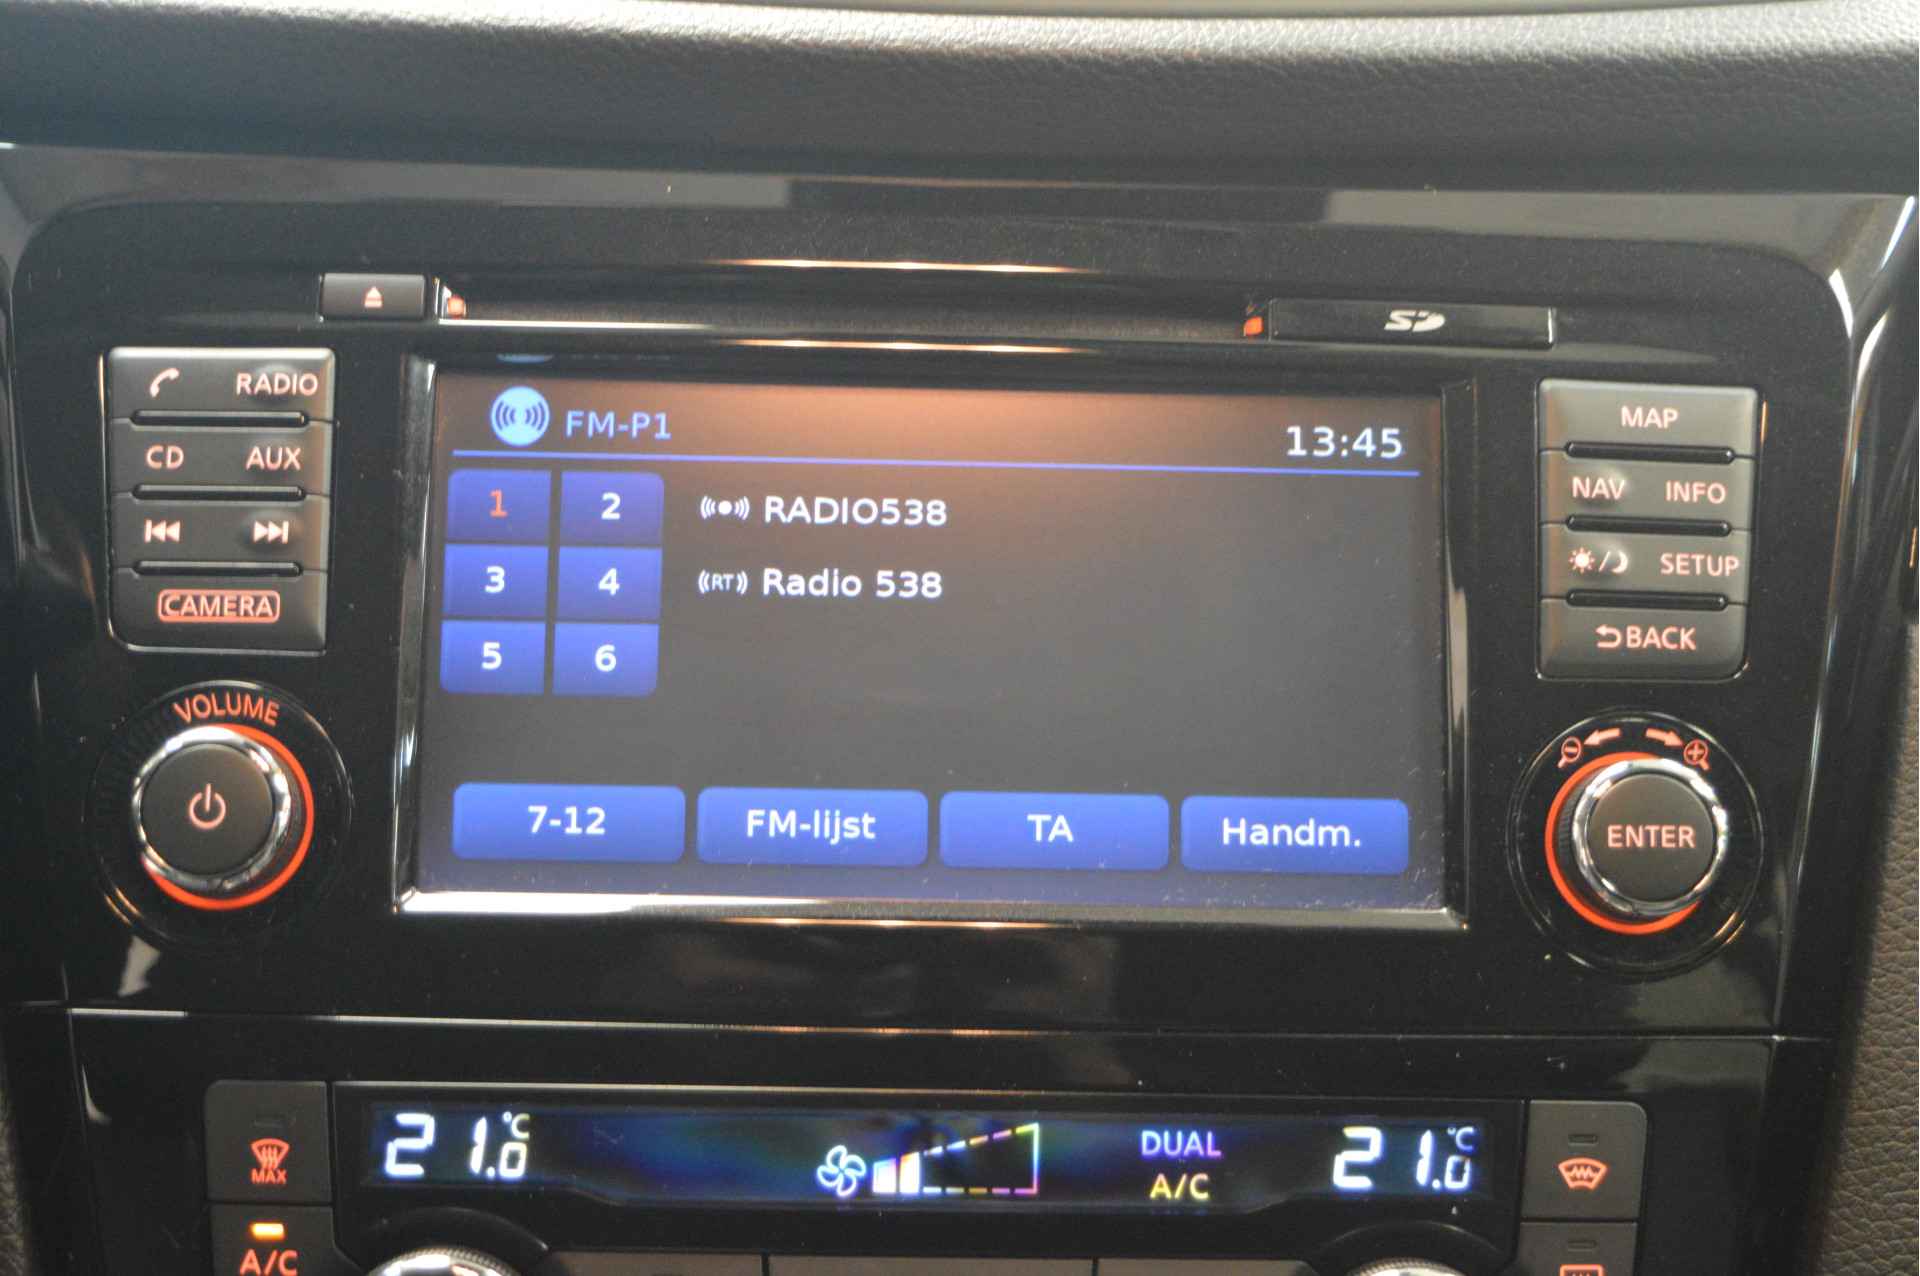 SD
RADIO
CD AUX
CAMERA
VOLUME
FM-P1 13:45
1 2 RADIO538
3 4 RT Radio 538
5 6
7-12 FM-lijst TA Handm.
MAP
NAV INFO
SETUP
BACK
ENTER
MAX
A/C
21.0 °C
DUAL
A/C
21.0 °C